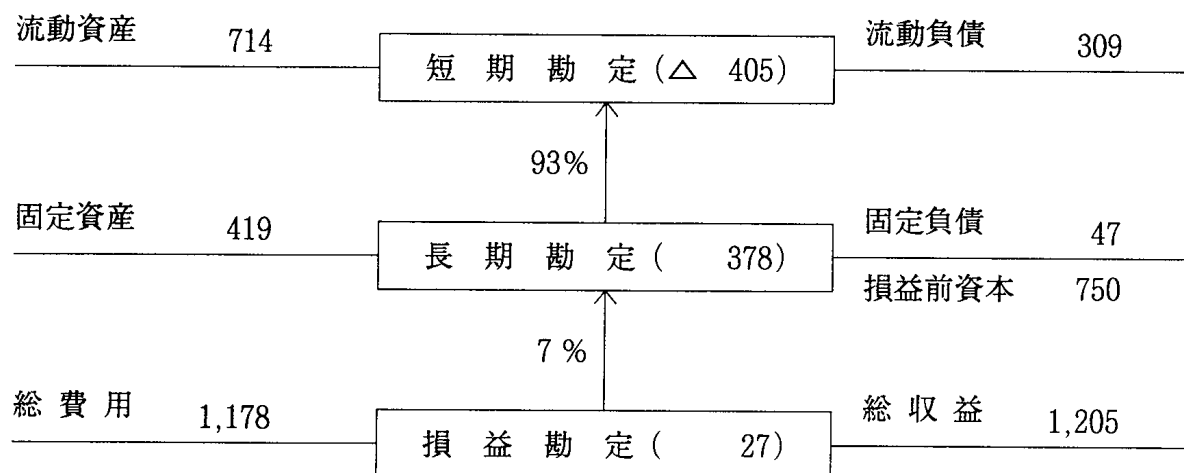 流動資産 714 短期勘定(△ 405) 流動負債 309
93%
固定資産 419 長期勘定( 378) 固定負債 47
損益前資本 750
7%
総費用 1,178 損益勘定( 27) 総収益 1,205